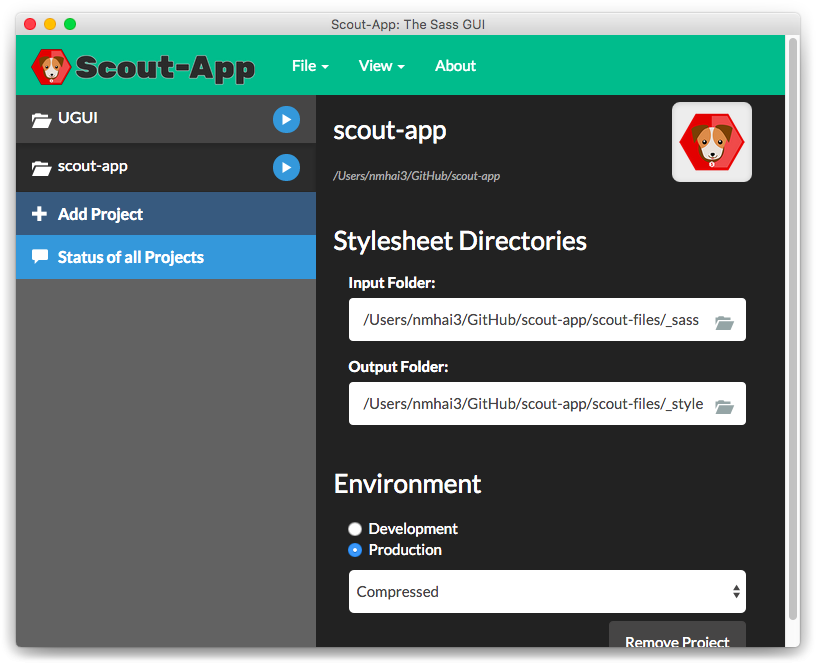 Scout-App: The Sass GUI
Scout-App
File
View
About
UGUI
scout-app
Add Project
Status of all Projects
scout-app
/Users/nmhai3/GitHub/scout-app
Stylesheet Directories
Input Folder:
/Users/nmhai3/GitHub/scout-app/scout-files/_sass
Output Folder:
/Users/nmhai3/GitHub/scout-app/scout-files/_style
Environment
Development
Production
Compressed
Remove Project